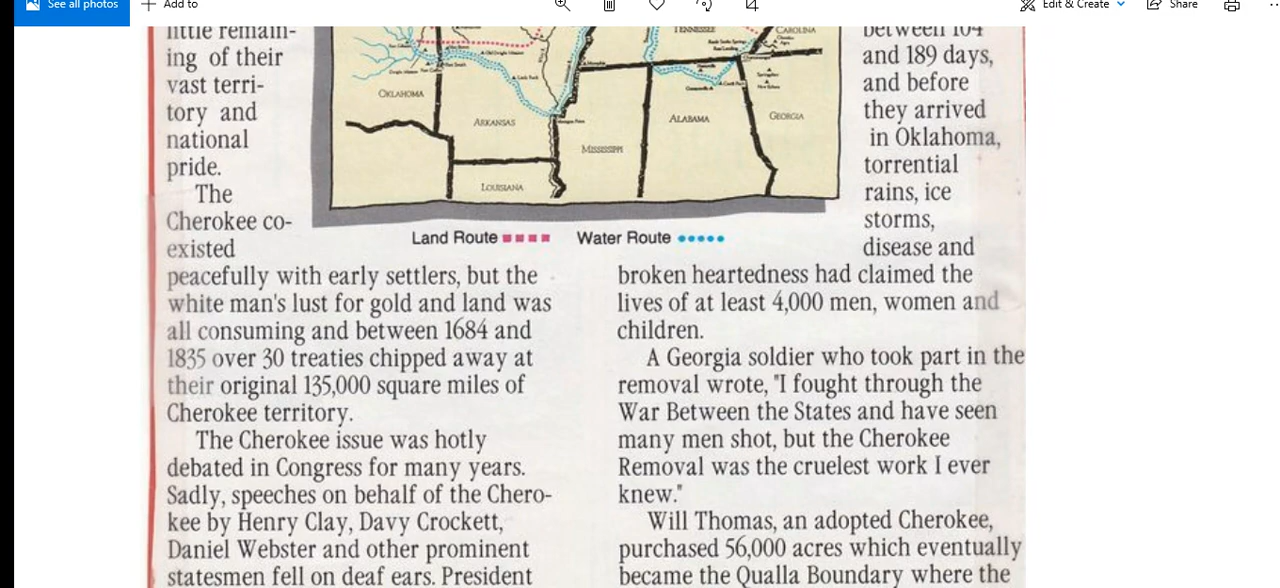 See all photos
Add to
Edit & Create
Share
little remain-
ing of their
vast terri-
tory and
national
pride.
The
Cherokee co-
existed
peacefully with early settlers, but the
white man's lust for gold and land was
all consuming and between 1684 and
1835 over 30 treaties chipped away at
their original 135,000 square miles of
Cherokee territory.
The Cherokee issue was hotly
debated in Congress for many years.
Sadly, speeches on behalf of the Chero-
kee by Henry Clay, Davy Crockett,
Daniel Webster and other prominent
statesmen fell on deaf ears. President
TENNESSEE
CAROLINA
OKLAHOMA
ARKANSAS
ALABAMA
GEORGIA
MISSISSIPPI
LOUISIANA
Land Route
Water Route
between 104
and 189 days,
and before
they arrived
in Oklahoma,
torrential
rains, ice
storms,
disease and
broken heartedness had claimed the
lives of at least 4,000 men, women and
children.
A Georgia soldier who took part in the
removal wrote, "I fought through the
War Between the States and have seen
many men shot, but the Cherokee
Removal was the cruelest work I ever
knew."
Will Thomas, an adopted Cherokee,
purchased 56,000 acres which eventually
became the Qualla Boundary where the